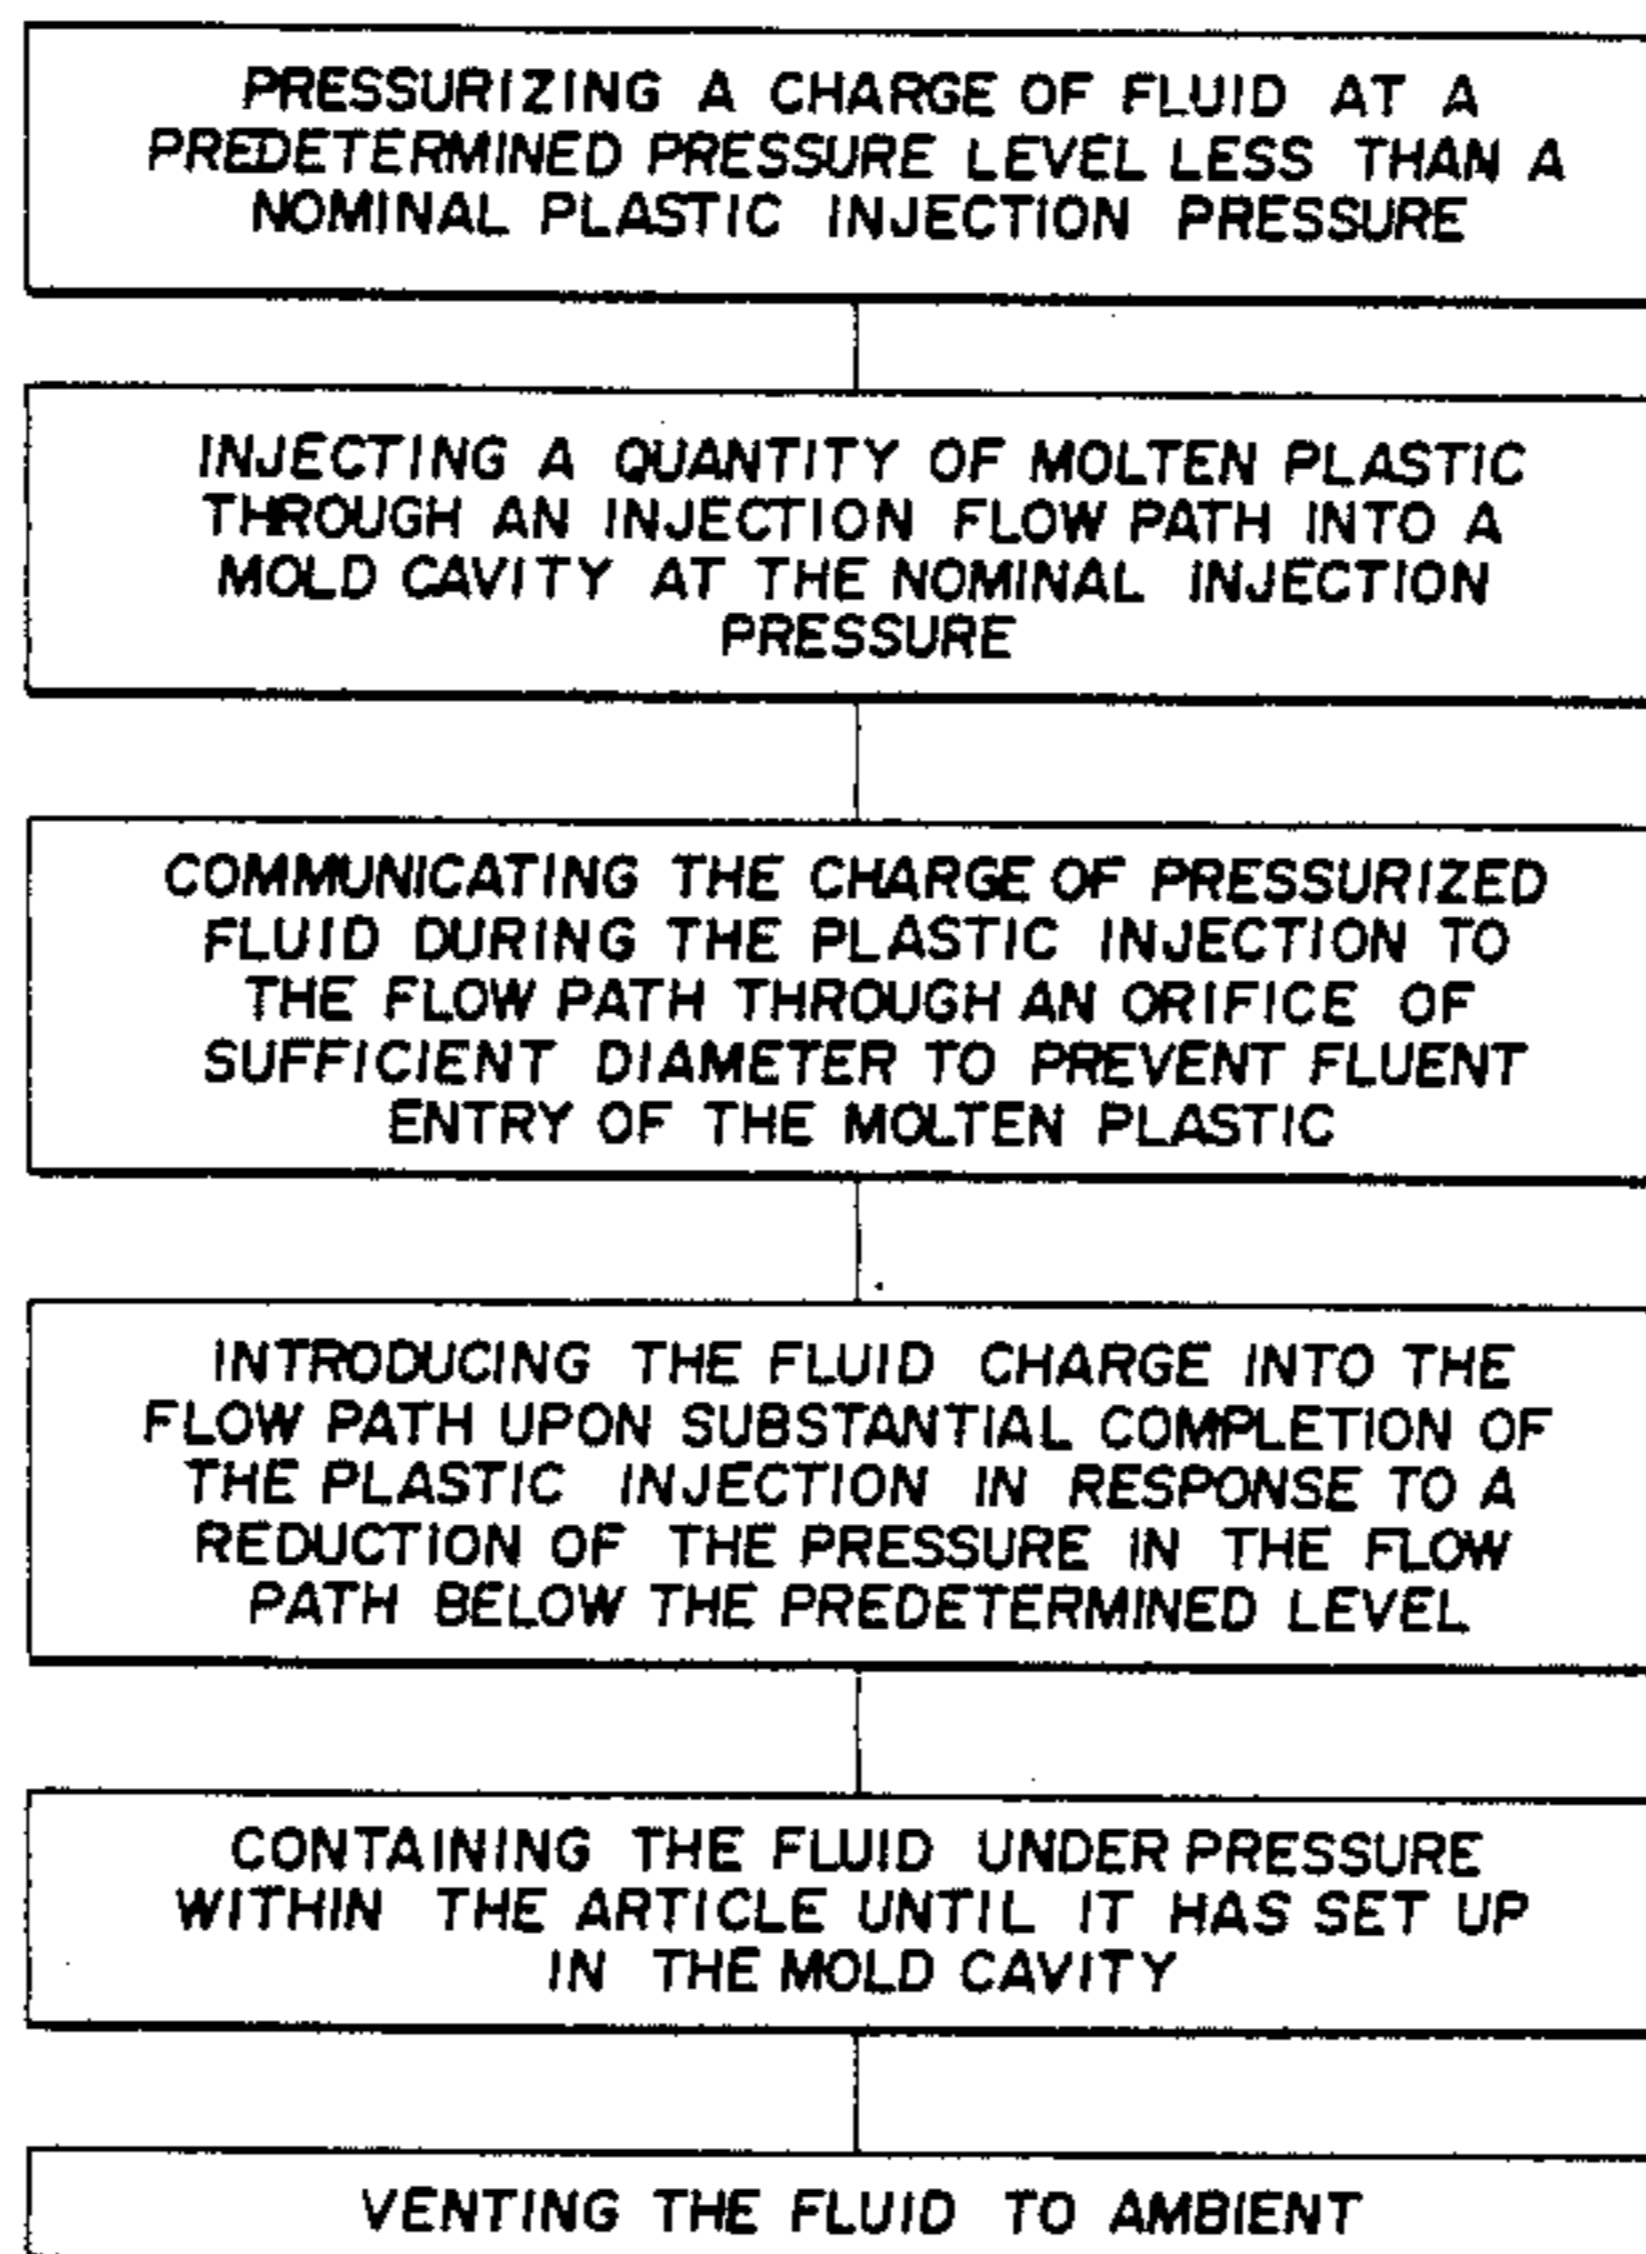 PRESSURIZING A CHARGE OF FLUID AT A
PREDETERMINED PRESSURE LEVEL LESS THAN A
NOMINAL PLASTIC INJECTION PRESSURE
INJECTING A QUANTITY OF MOLTEN PLASTIC
THROUGH AN INJECTION FLOW PATH INTO A
MOLD CAVITY AT THE NOMINAL INJECTION
PRESSURE
COMMUNICATING THE CHARGE OF PRESSURIZED
FLUID DURING THE PLASTIC INJECTION TO
THE FLOW PATH THROUGH AN ORIFICE OF
SUFFICIENT DIAMETER TO PREVENT FLUENT
ENTRY OF THE MOLTEN PLASTIC
INTRODUCING THE FLUID CHARGE INTO THE
FLOW PATH UPON SUBSTANTIAL COMPLETION OF
THE PLASTIC INJECTION IN RESPONSE TO A
REDUCTION OF THE PRESSURE IN THE FLOW
PATH BELOW THE PREDETERMINED LEVEL
CONTAINING THE FLUID UNDER PRESSURE
WITHIN THE ARTICLE UNTIL IT HAS SET UP
IN THE MOLD CAVITY
VENTING THE FLUID TO AMBIENT